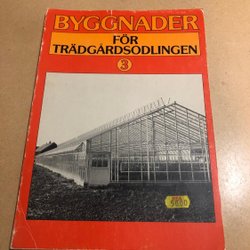 BYGGNADER
FÖR
TRÄDGÅRDSODLINGEN
3